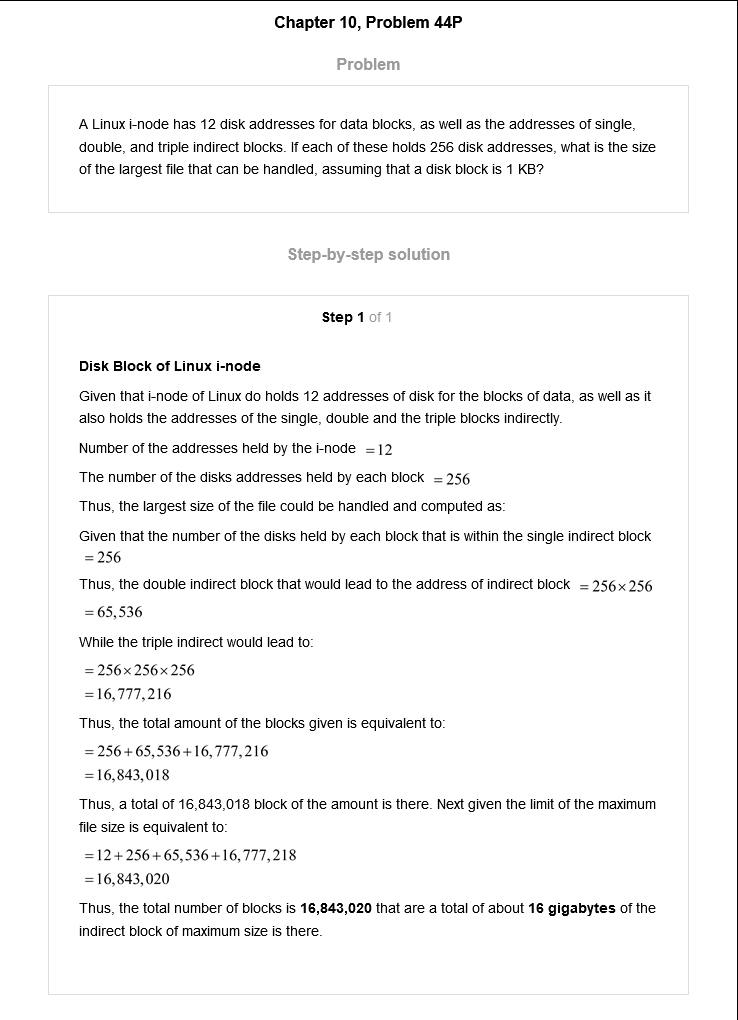 Chapter 10, Problem 44P
Problem
A Linux i-node has 12 disk addresses for data blocks, as well as the addresses of single,
double, and triple indirect blocks. If each of these holds 256 disk addresses, what is the size
of the largest file that can be handled, assuming that a disk block is 1 KB?
Step-by-step solution
Step 1 of 1
Disk Block of Linux i-node
Given that i-node of Linux do holds 12 addresses of disk for the blocks of data, as well as it
also holds the addresses of the single, double and the triple blocks indirectly.
Number of the addresses held by the i-node =12
The number of the disks addresses held by each block =256
Thus, the largest size of the file could be handled and computed as:
Given that the number of the disks held by each block that is within the single indirect block
=256
Thus, the double indirect block that would lead to the address of indirect block =256×256
=65,536
While the triple indirect would lead to:
=256×256×256
=16,777,216
Thus, the total amount of the blocks given is equivalent to:
=256+65,536+16,777,216
=16,843,018
Thus, a total of 16,843,018 block of the amount is there. Next given the limit of the maximum
file size is equivalent to:
=12+256+65,536+16,777,218
=16,843,020
Thus, the total number of blocks is 16,843,020 that are a total of about 16 gigabytes of the
indirect block of maximum size is there.